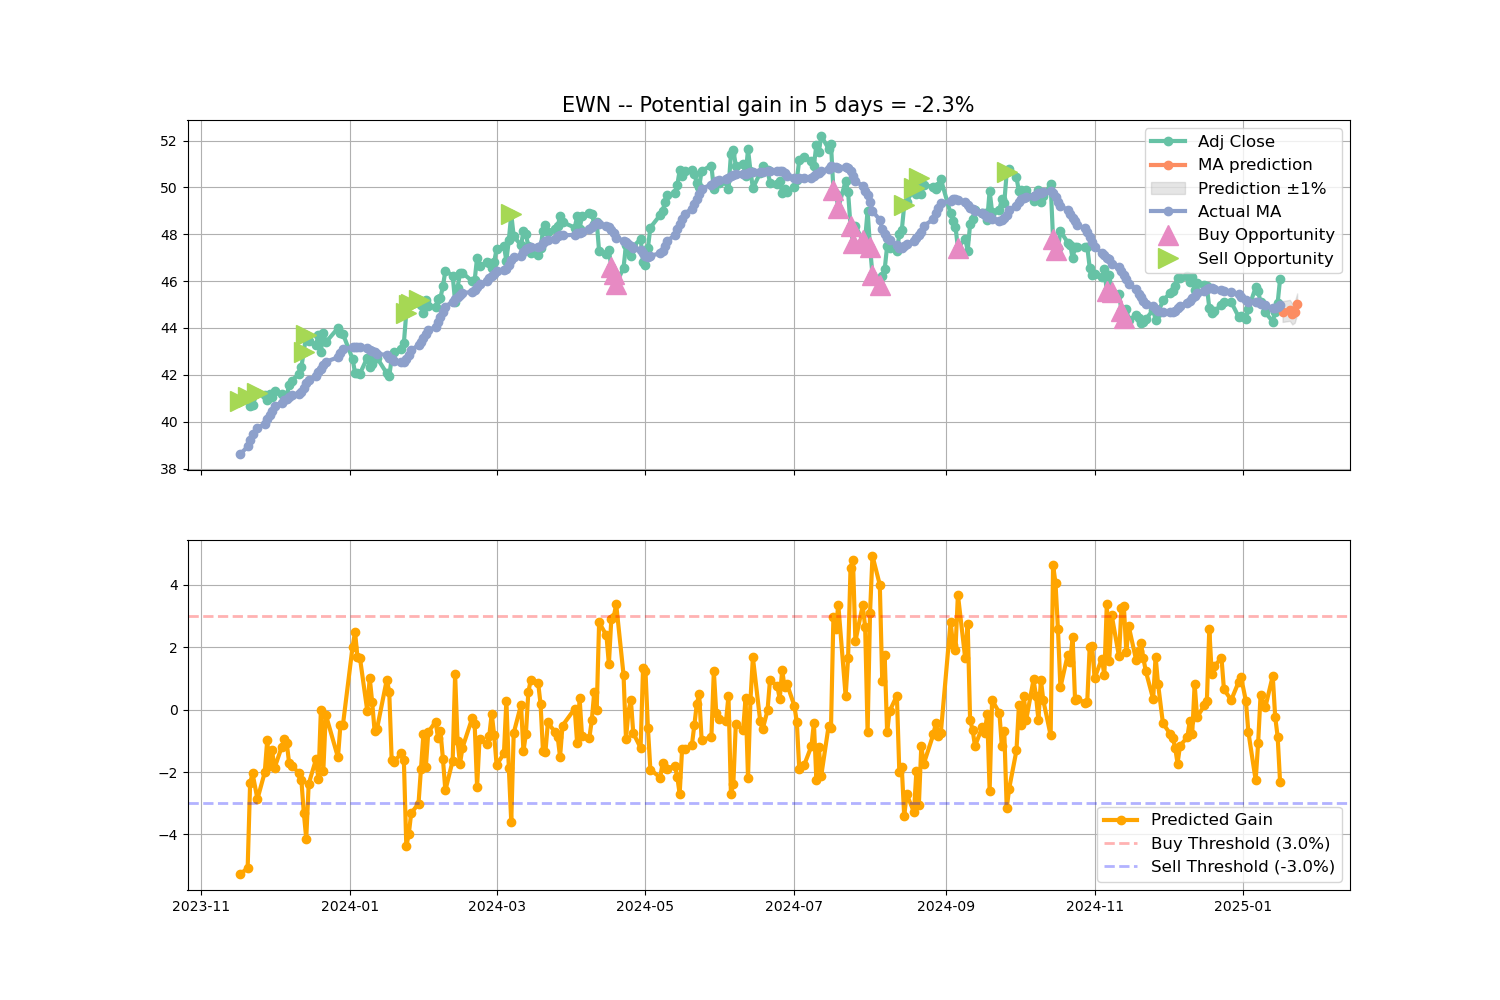 EWN -- Potential gain in 5 days = -2.3%
52
50
48
46
44
42
40
38
Adj Close
MA prediction
Prediction ±1%
Actual MA
Buy Opportunity
Sell Opportunity
4
2
0
−2
−4
Predicted Gain
Buy Threshold (3.0%)
Sell Threshold (-3.0%)
2023-11
2024-01
2024-03
2024-05
2024-07
2024-09
2024-11
2025-01